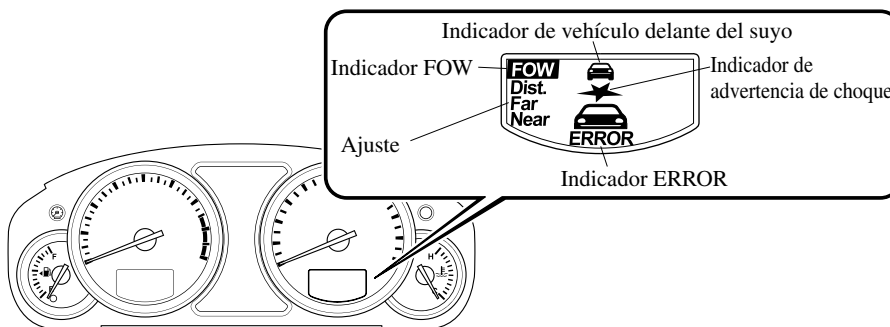 Indicador de vehículo delante del suyo
Indicador FOW
FOW
Indicador de
advertencia de choque
Dist.
Far
Near
Ajuste
ERROR
Indicador ERROR
F
E
H